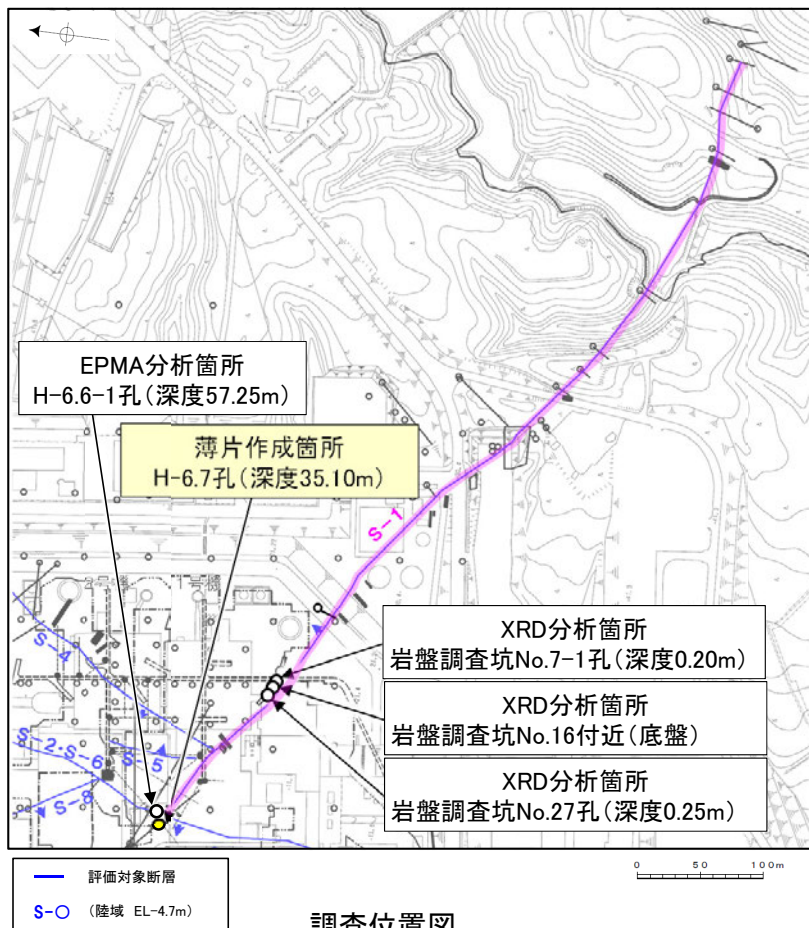 EPMA分析箇所
H-6.6-1孔(深度57.25m)
薄片作成箇所
H-6.7孔(深度35.10m)
S-1
XRD分析箇所
岩盤調査坑No.7-1孔(深度0.20m)
S-4
XRD分析箇所
岩盤調査坑No.16付近(底盤)
S-2・S-6
S-5
XRD分析箇所
岩盤調査坑No.27孔(深度0.25m)
S-8
0 50 100m
評価対象断層
S-○ (陸域 EL-4.7m)
調査位置図